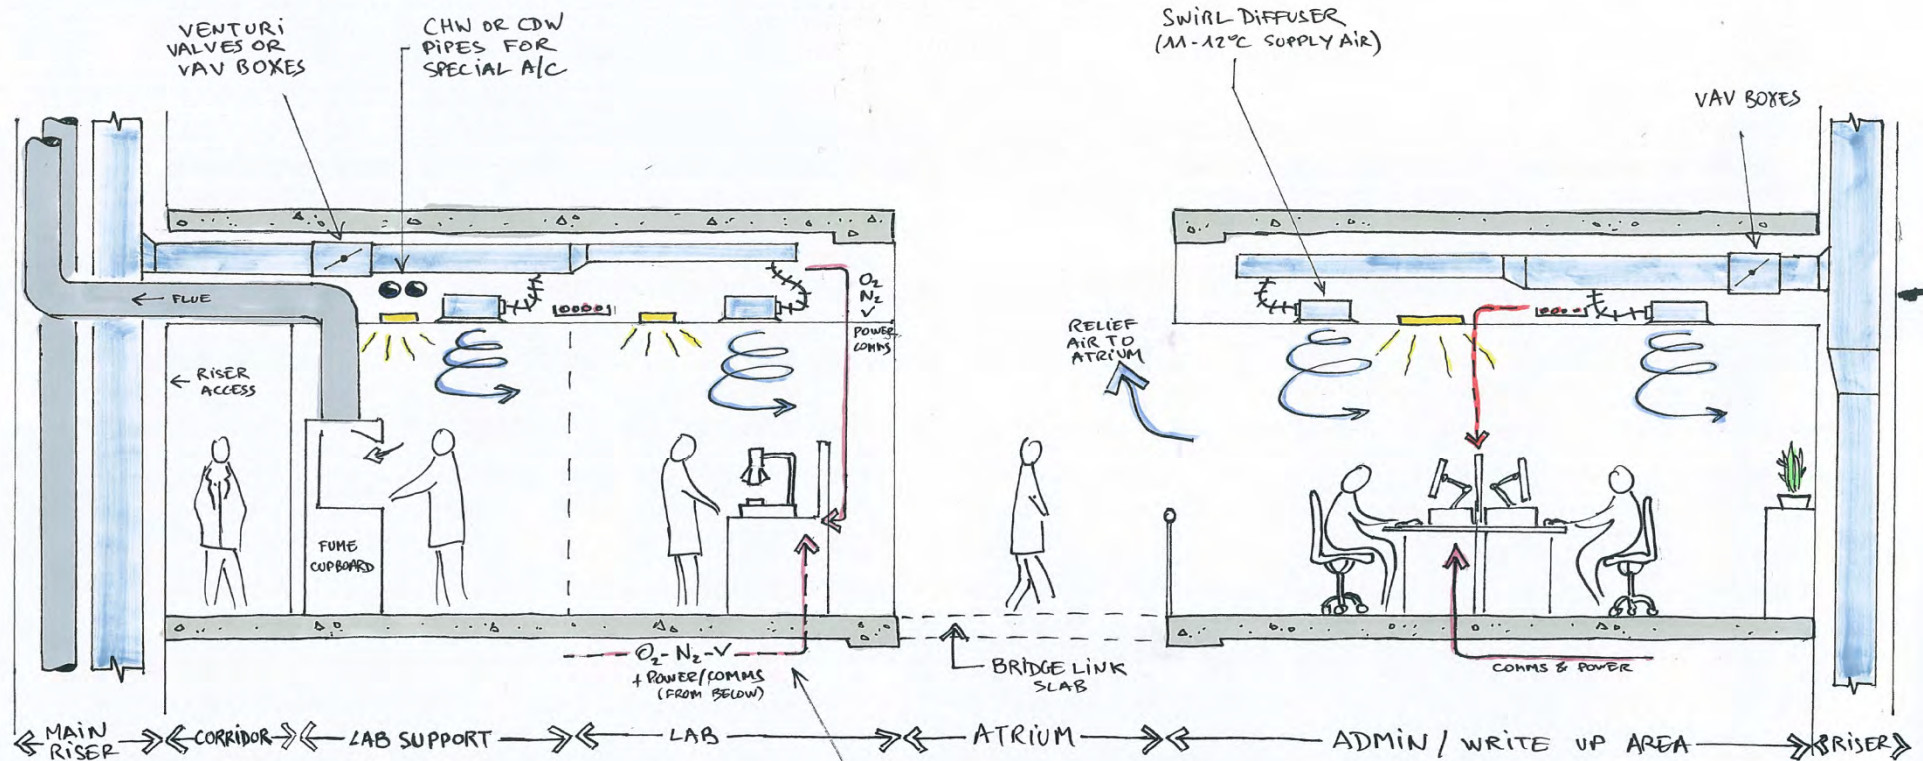 VENTURI
VALVES OR
VAV BOXES
CHW OR CDW
PIPES FOR
SPECIAL A/C
SWIRL DIFFUSER
(11-12°C SUPPLY AIR)
VAV BOXES
← FLUE
O₂
N₂
V
POWER
COMMS
RELIEF
AIR TO
ATRIUM
← RISER
ACCESS
FUME
CUPBOARD
O₂-N₂-V
+ POWER/COMMS
(FROM BELOW)
BRIDGE LINK
SLAB
COMMS & POWER
MAIN
RISER
CORRIDOR
LAB SUPPORT
LAB
ATRIUM
ADMIN / WRITE UP AREA
RISER